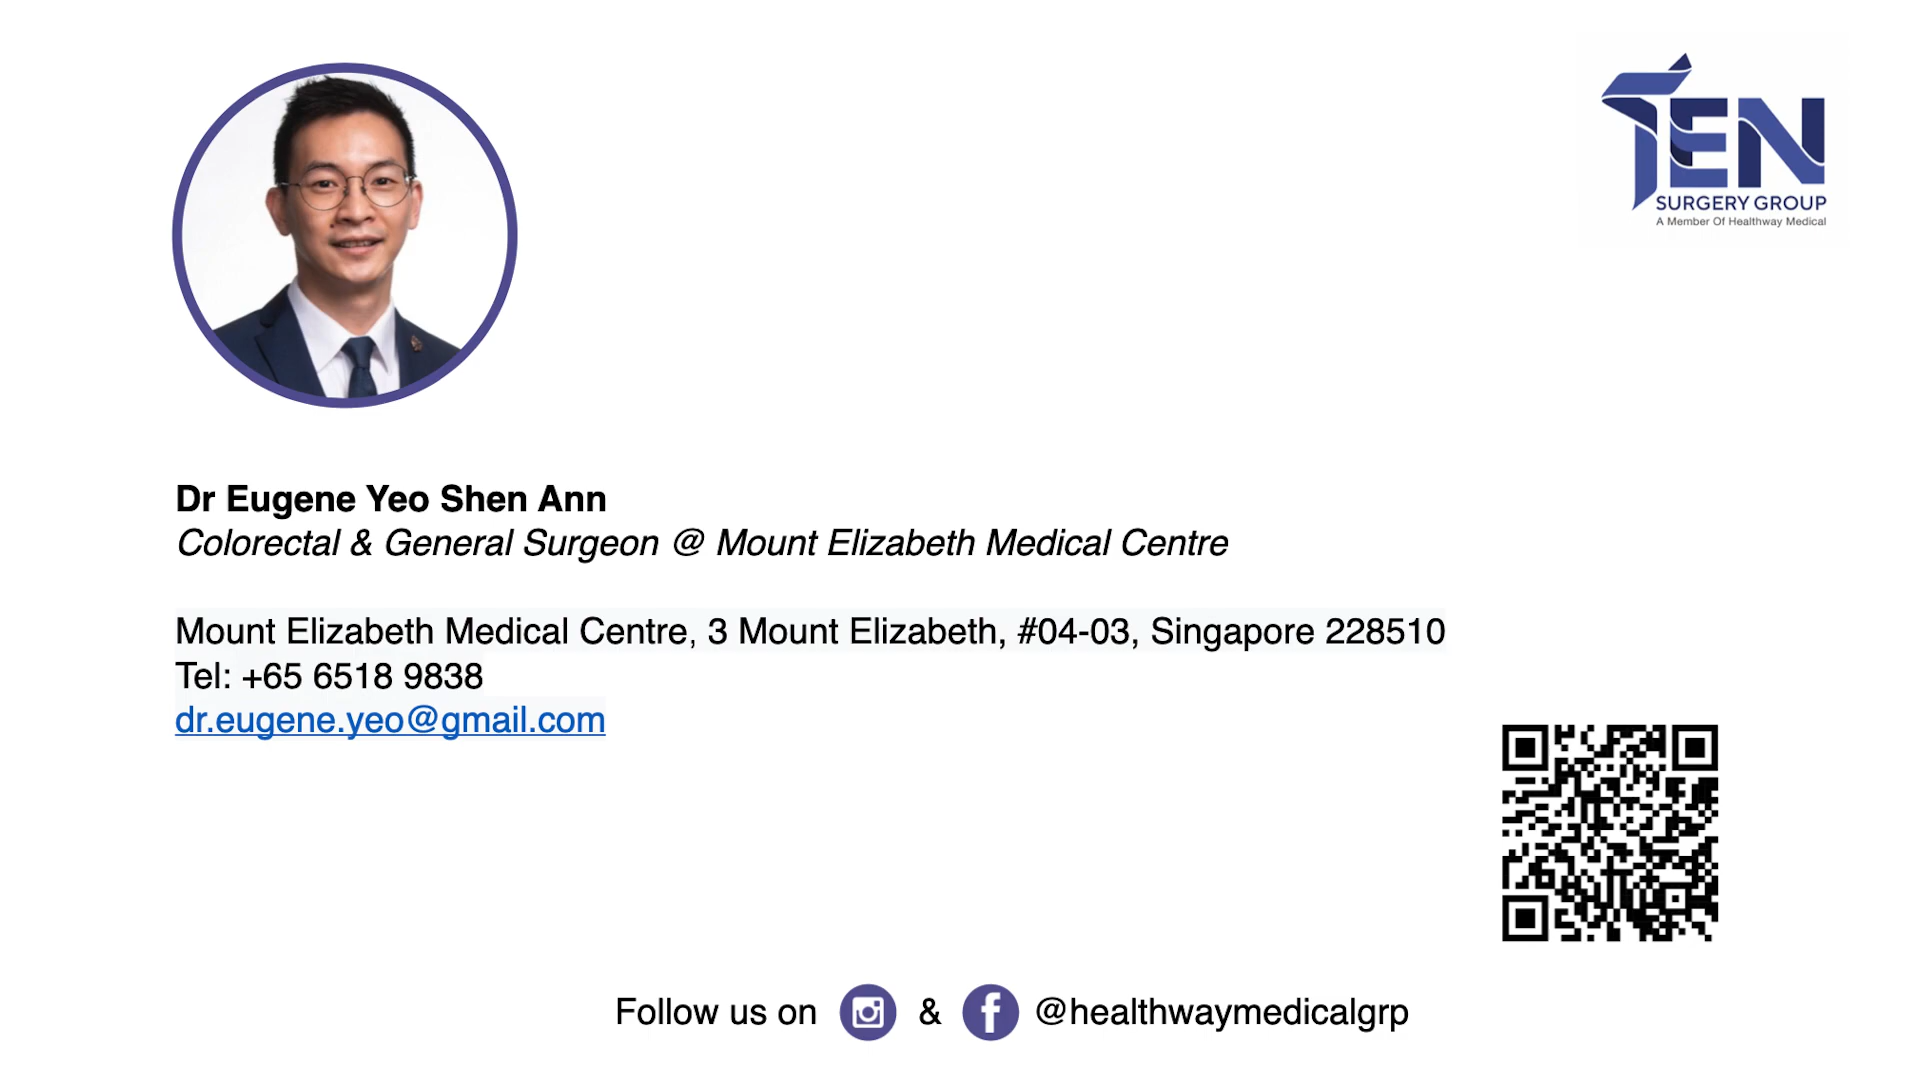 TEN
SURGERY GROUP
A Member Of Healthway Medical
Dr Eugene Yeo Shen Ann
Colorectal & General Surgeon @ Mount Elizabeth Medical Centre
Mount Elizabeth Medical Centre, 3 Mount Elizabeth, #04-03, Singapore 228510
Tel: +65 6518 9838
dr.eugene.yeo@gmail.com
Follow us on & @healthwaymedicalgrp